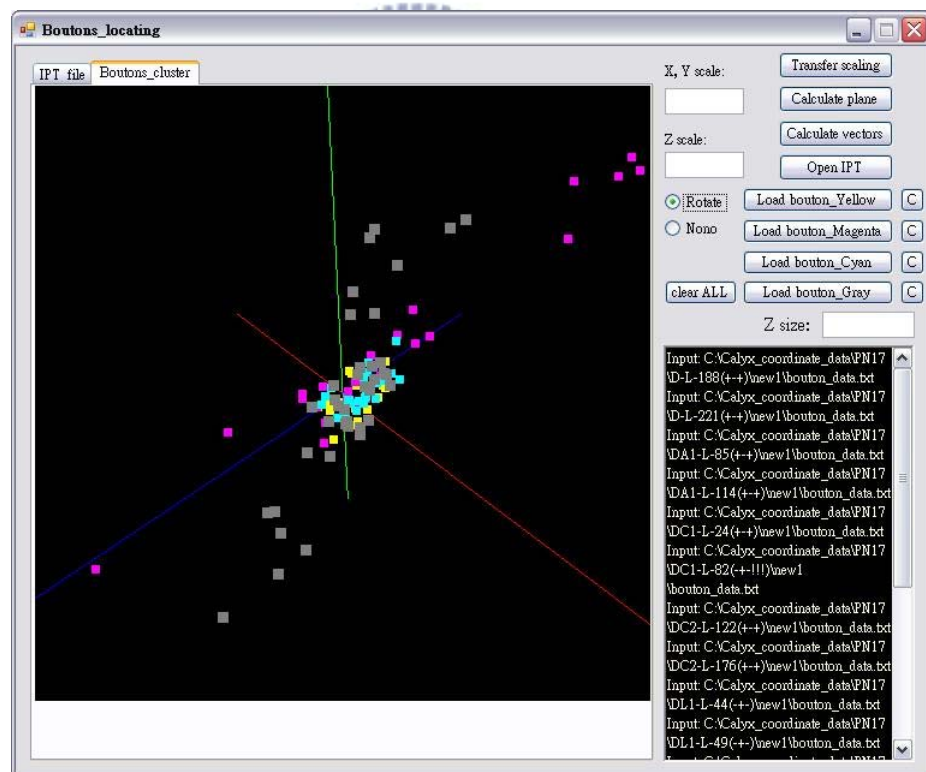 Boutons_locating
IPT file
Boutons_cluster
X, Y scale:
Transfer scaling
Calculate plane
Z scale:
Calculate vectors
Open IPT
Rotate
Load bouton_Yellow
C
Nono
Load bouton_Magenta
C
Load bouton_Cyan
C
clear ALL
Load bouton_Gray
C
Z size:
Input: C:\Calyx_coordinate_data\PN17
\D-L-188(+-+)\new1\bouton_data.txt
Input: C:\Calyx_coordinate_data\PN17
\D-L-221(+-+)\new1\bouton_data.txt
Input: C:\Calyx_coordinate_data\PN17
\DA1-L-85(+-+)\new1\bouton_data.txt
Input: C:\Calyx_coordinate_data\PN17
\DA1-L-114(+-+)\new1\bouton_data.txt
Input: C:\Calyx_coordinate_data\PN17
\DC1-L-24(+-+)\new1\bouton_data.txt
Input: C:\Calyx_coordinate_data\PN17
\DC1-L-82(+-!!!)\new1
\bouton_data.txt
Input: C:\Calyx_coordinate_data\PN17
\DC2-L-122(+-+)\new1\bouton_data.txt
Input: C:\Calyx_coordinate_data\PN17
\DC2-L-176(+-+)\new1\bouton_data.txt
Input: C:\Calyx_coordinate_data\PN17
\DL1-L-44(+-+)\new1\bouton_data.txt
Input: C:\Calyx_coordinate_data\PN17
\DL1-L-49(+-+)\new1\bouton_data.txt